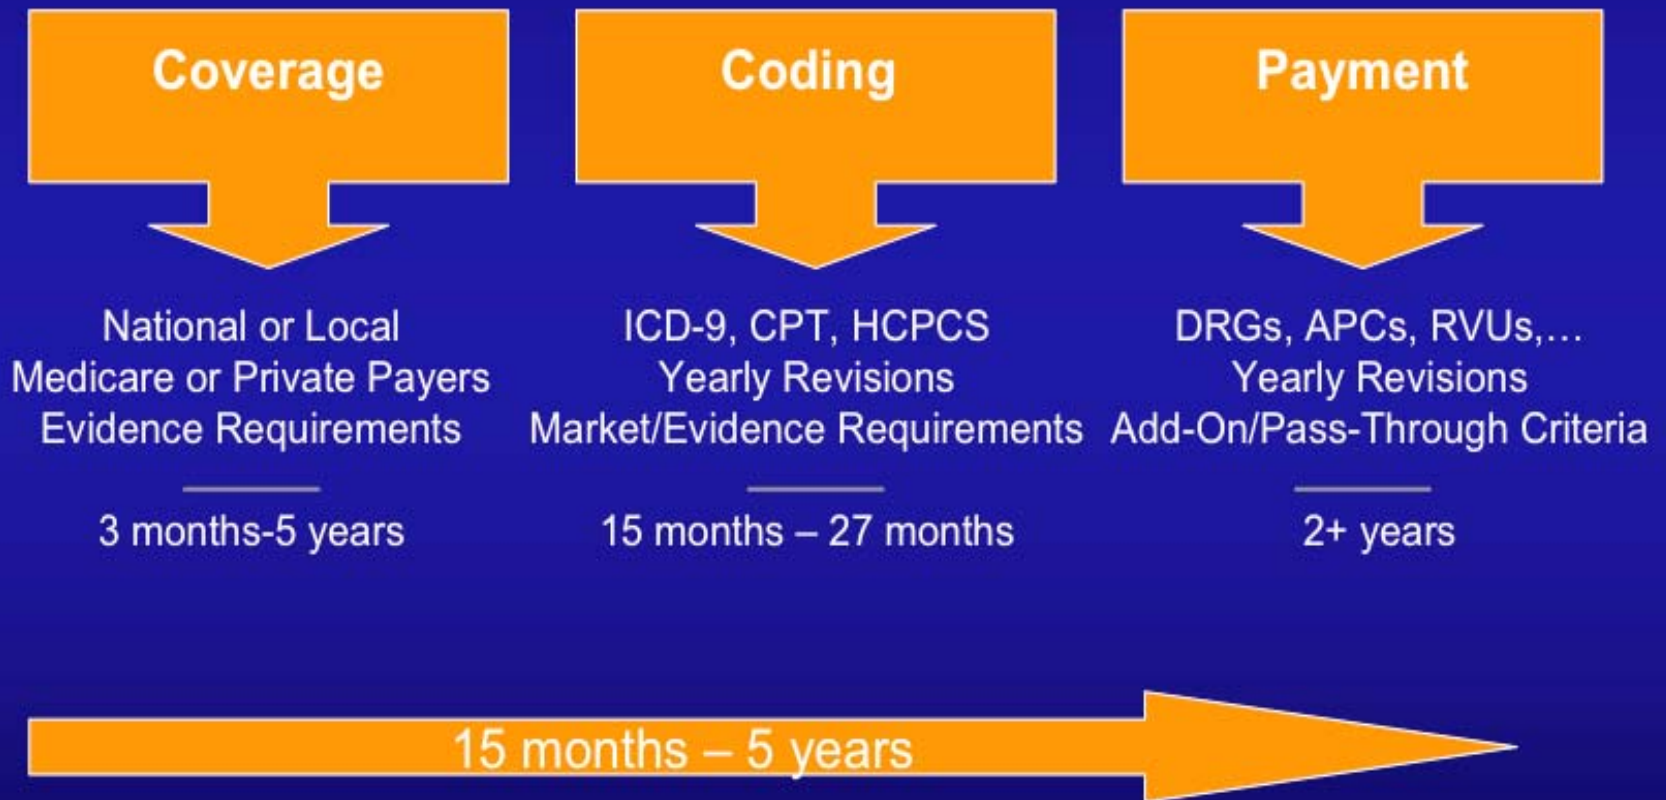 Coverage
National or Local
Medicare or Private Payers
Evidence Requirements
3 months-5 years
Coding
ICD-9, CPT, HCPCS
Yearly Revisions
Market/Evidence Requirements
15 months – 27 months
Payment
DRGs, APCs, RVUs,...
Yearly Revisions
Add-On/Pass-Through Criteria
2+ years
15 months – 5 years